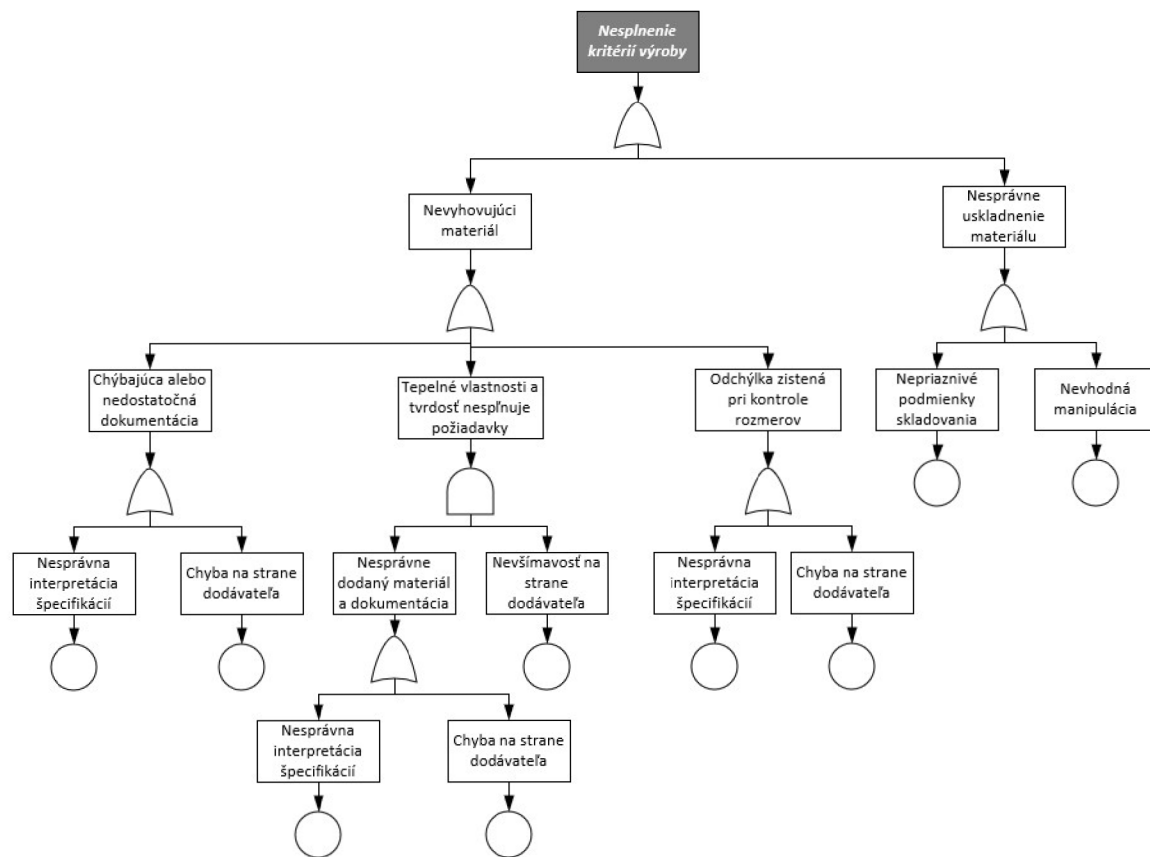 Nesplnenie
kritérií výroby
Nevyhovujúci
materiál
Nesprávne
uskladnenie
materiálu
Chýbajúca alebo
nedostatočná
dokumentácia
Tepelné vlastnosti a
tvrdosť nespĺňuje
požiadavky
Odchýlka zistená
pri kontrole
rozmerov
Nepriaznivé
podmienky
skladovania
Nevhodná
manipulácia
Nesprávna
interpretácia
špecifikácií
Chyba na strane
dodávateľa
Nesprávne
dodaný materiál
a dokumentácia
Nevšímavosť na
strane
dodávateľa
Nesprávna
interpretácia
špecifikácií
Chyba na strane
dodávateľa
Nesprávna
interpretácia
špecifikácií
Chyba na strane
dodávateľa